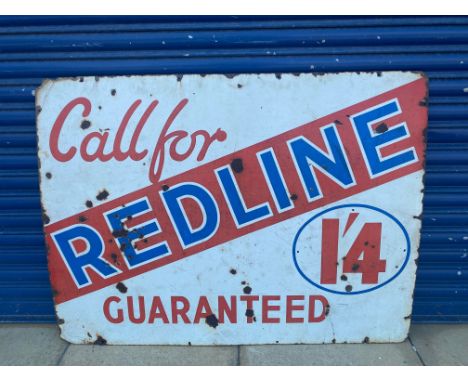 Call for
REDLINE
1'4
GUARANTEED